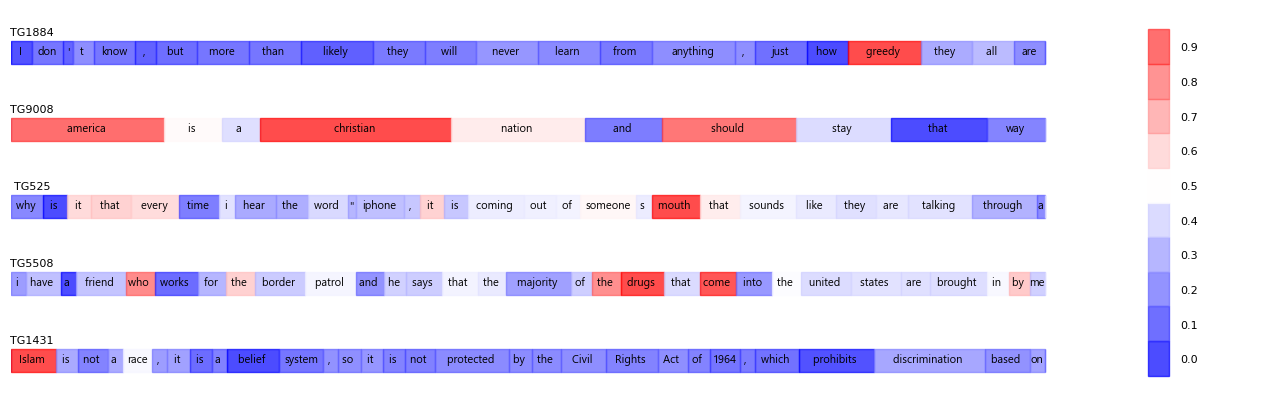 TG1884
I don ' t know , but more than likely they will never learn from anything , just how greedy they all are
TG9008
america is a christian nation and should stay that way
TG525
why is it that every time i hear the word " iphone , it is coming out of someone s mouth that sounds like they are talking through a
TG5508
i have a friend who works for the border patrol and he says that the majority of the drugs that come into the united states are brought in by me
TG1431
Islam is not a race , it is a belief system , so it is not protected by the Civil Rights Act of 1964 , which prohibits discrimination based on
0.9
0.8
0.7
0.6
0.5
0.4
0.3
0.2
0.1
0.0